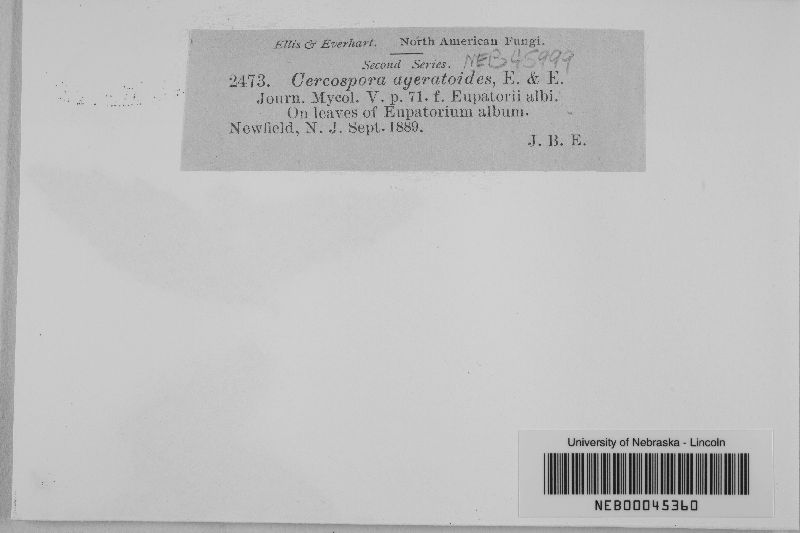 Ellis & Everhart. North American Fungi.
Second Series. NEB45999
2473. Cercospora ageratoides, E. & E.
Journ. Mycol. V. p. 71. f. Eupatorii albi.
On leaves of Eupatorium album.
Newfield, N. J. Sept. 1889.
J. B. E.
University of Nebraska - Lincoln
NEB00045360